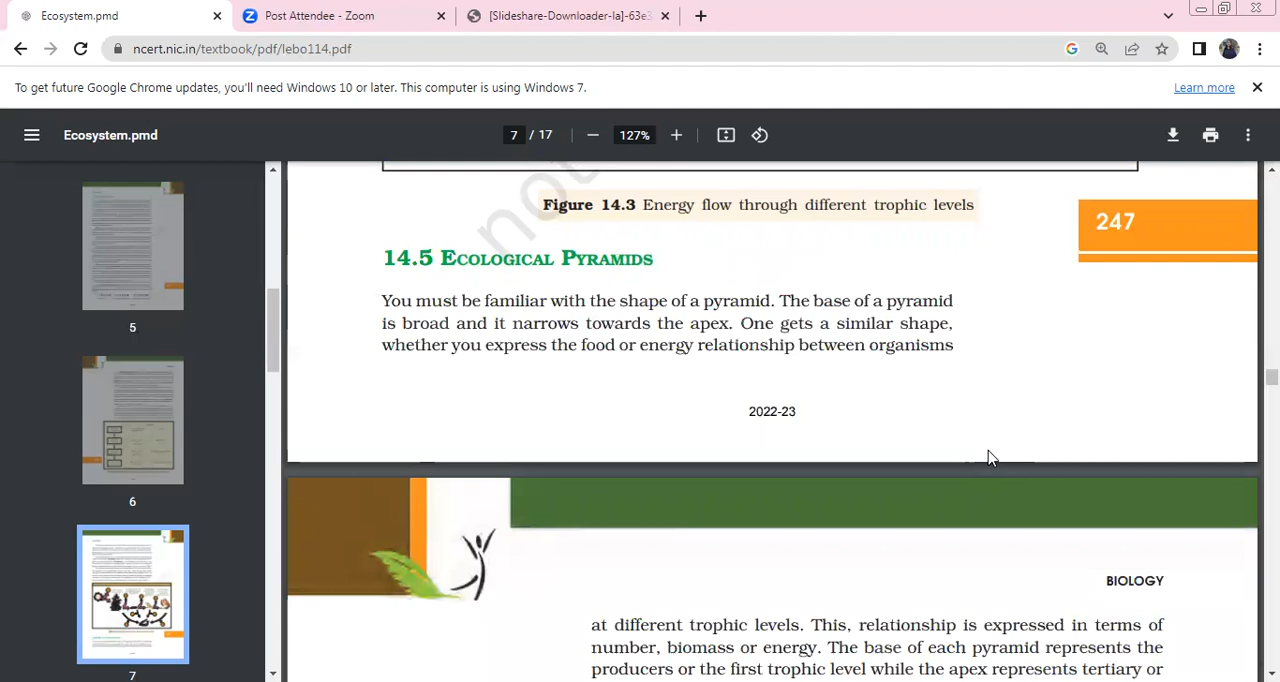 Ecosystem.pmd
Post Attendee - Zoom
[Slideshare-Downloader-la]-63e3
ncert.nic.in/textbook/pdf/lebo114.pdf
To get future Google Chrome updates, you'll need Windows 10 or later. This computer is using Windows 7.
Learn more
Ecosystem.pmd
7 / 17
127%
5
6
7
not
Figure 14.3 Energy flow through different trophic levels
247
14.5 ECOLOGICAL PYRAMIDS
You must be familiar with the shape of a pyramid. The base of a pyramid
is broad and it narrows towards the apex. One gets a similar shape,
whether you express the food or energy relationship between organisms
2022-23
BIOLOGY
at different trophic levels. This, relationship is expressed in terms of
number, biomass or energy. The base of each pyramid represents the
producers or the first trophic level while the apex represents tertiary or